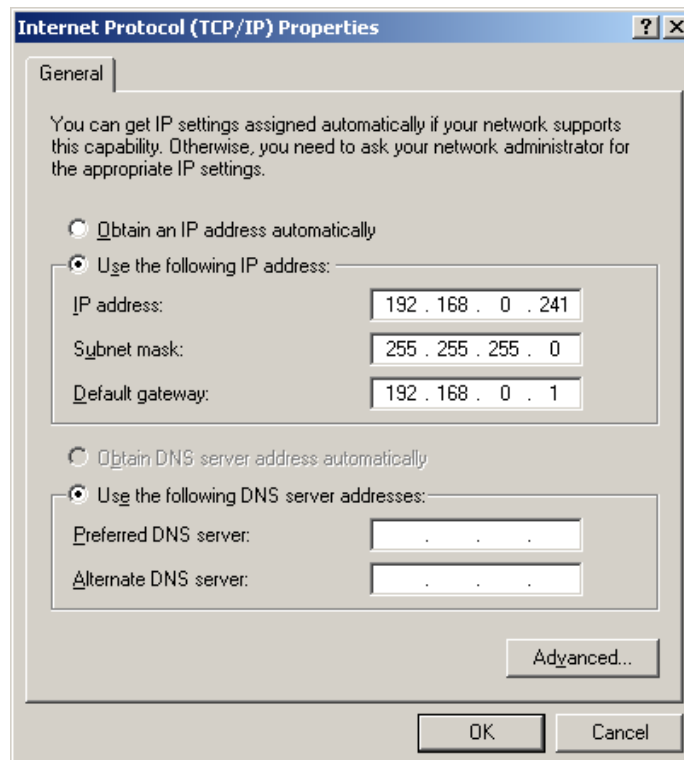 Internet Protocol (TCP/IP) Properties
General
You can get IP settings assigned automatically if your network supports
this capability. Otherwise, you need to ask your network administrator for
the appropriate IP settings.
Obtain an IP address automatically
Use the following IP address:
IP address: 192 . 168 . 0 . 241
Subnet mask: 255 . 255 . 255 . 0
Default gateway: 192 . 168 . 0 . 1
Obtain DNS server address automatically
Use the following DNS server addresses:
Preferred DNS server: . . .
Alternate DNS server: . . .
Advanced...
OK Cancel